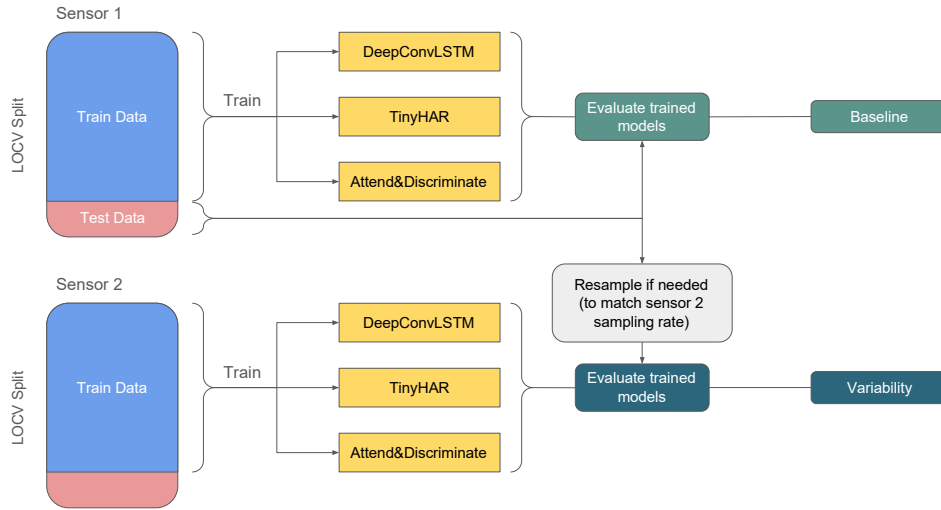 Sensor 1
LOCV Split
Train Data
Test Data
Train
DeepConvLSTM
TinyHAR
Attend&Discriminate
Evaluate trained
models
Baseline
Resample if needed
(to match sensor 2
sampling rate)
Sensor 2
LOCV Split
Train Data
Train
DeepConvLSTM
TinyHAR
Attend&Discriminate
Evaluate trained
models
Variability